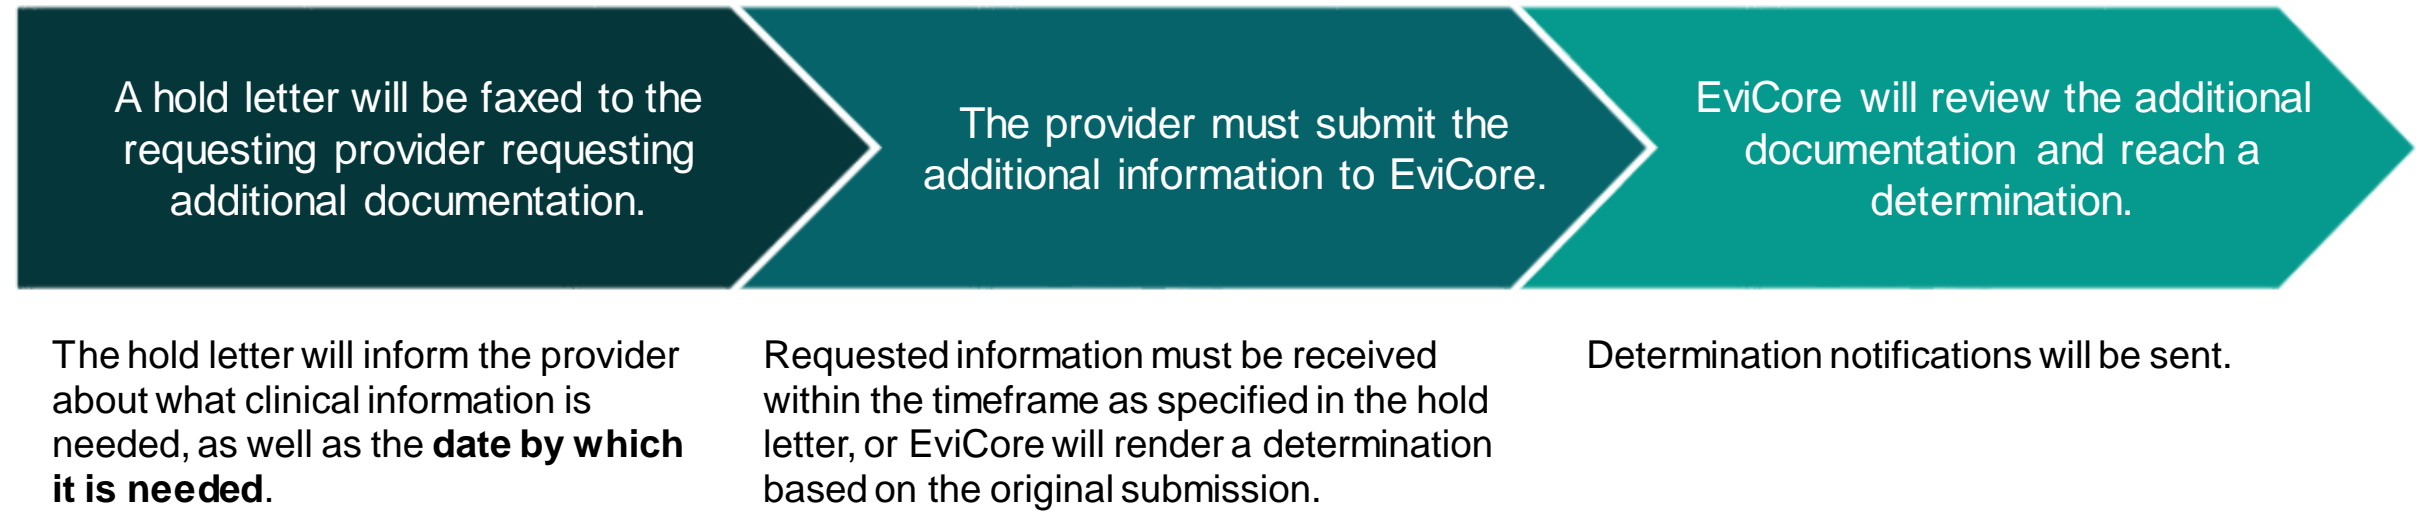 A hold letter will be faxed to the
requesting provider requesting
additional documentation.
The provider must submit the
additional information to EviCore.
EviCore will review the additional
documentation and reach a
determination.
The hold letter will inform the provider
about what clinical information is
needed, as well as the date by which
it is needed.
Requested information must be received
within the timeframe as specified in the hold
letter, or EviCore will render a determination
based on the original submission.
Determination notifications will be sent.